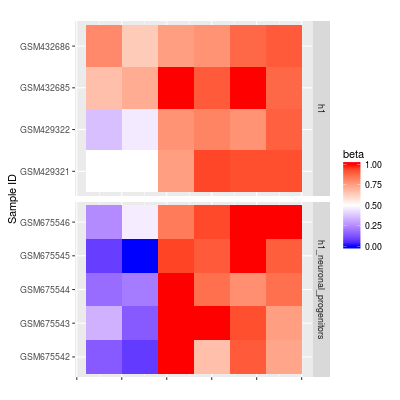 GSM432686
GSM432685
GSM429322
GSM429321
h1
GSM675546
GSM675545
GSM675544
GSM675543
GSM675542
h1_neuronal_progenitors
Sample ID
beta
1.00
0.75
0.50
0.25
0.00